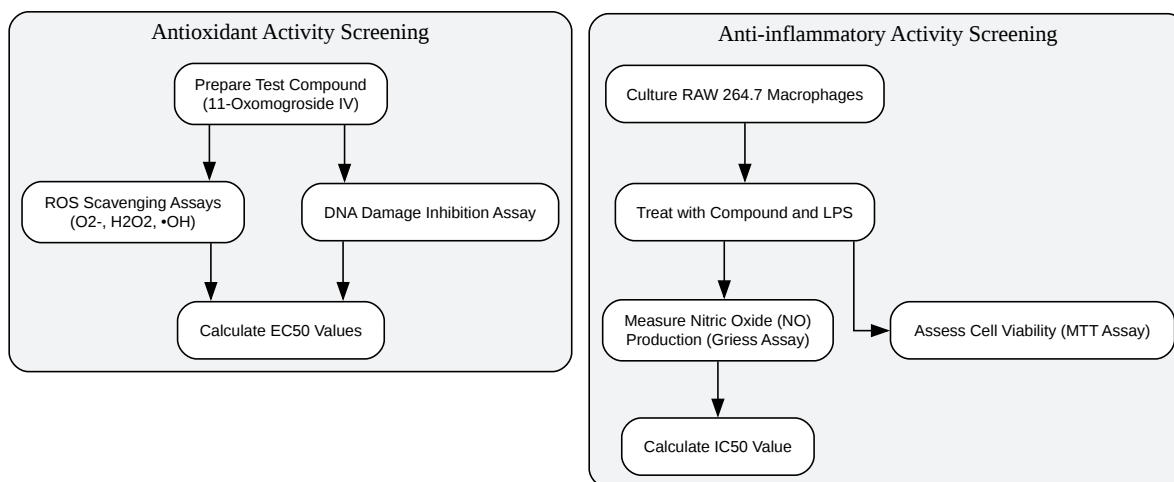 Antioxidant Activity Screening
Prepare Test Compound
(11-Oxomogroside IV)
ROS Scavenging Assays
(O2-, H2O2, •OH)
DNA Damage Inhibition Assay
Calculate EC50 Values
Anti-inflammatory Activity Screening
Culture RAW 264.7 Macrophages
Treat with Compound and LPS
Measure Nitric Oxide (NO)
Production (Griess Assay)
Assess Cell Viability (MTT Assay)
Calculate IC50 Value